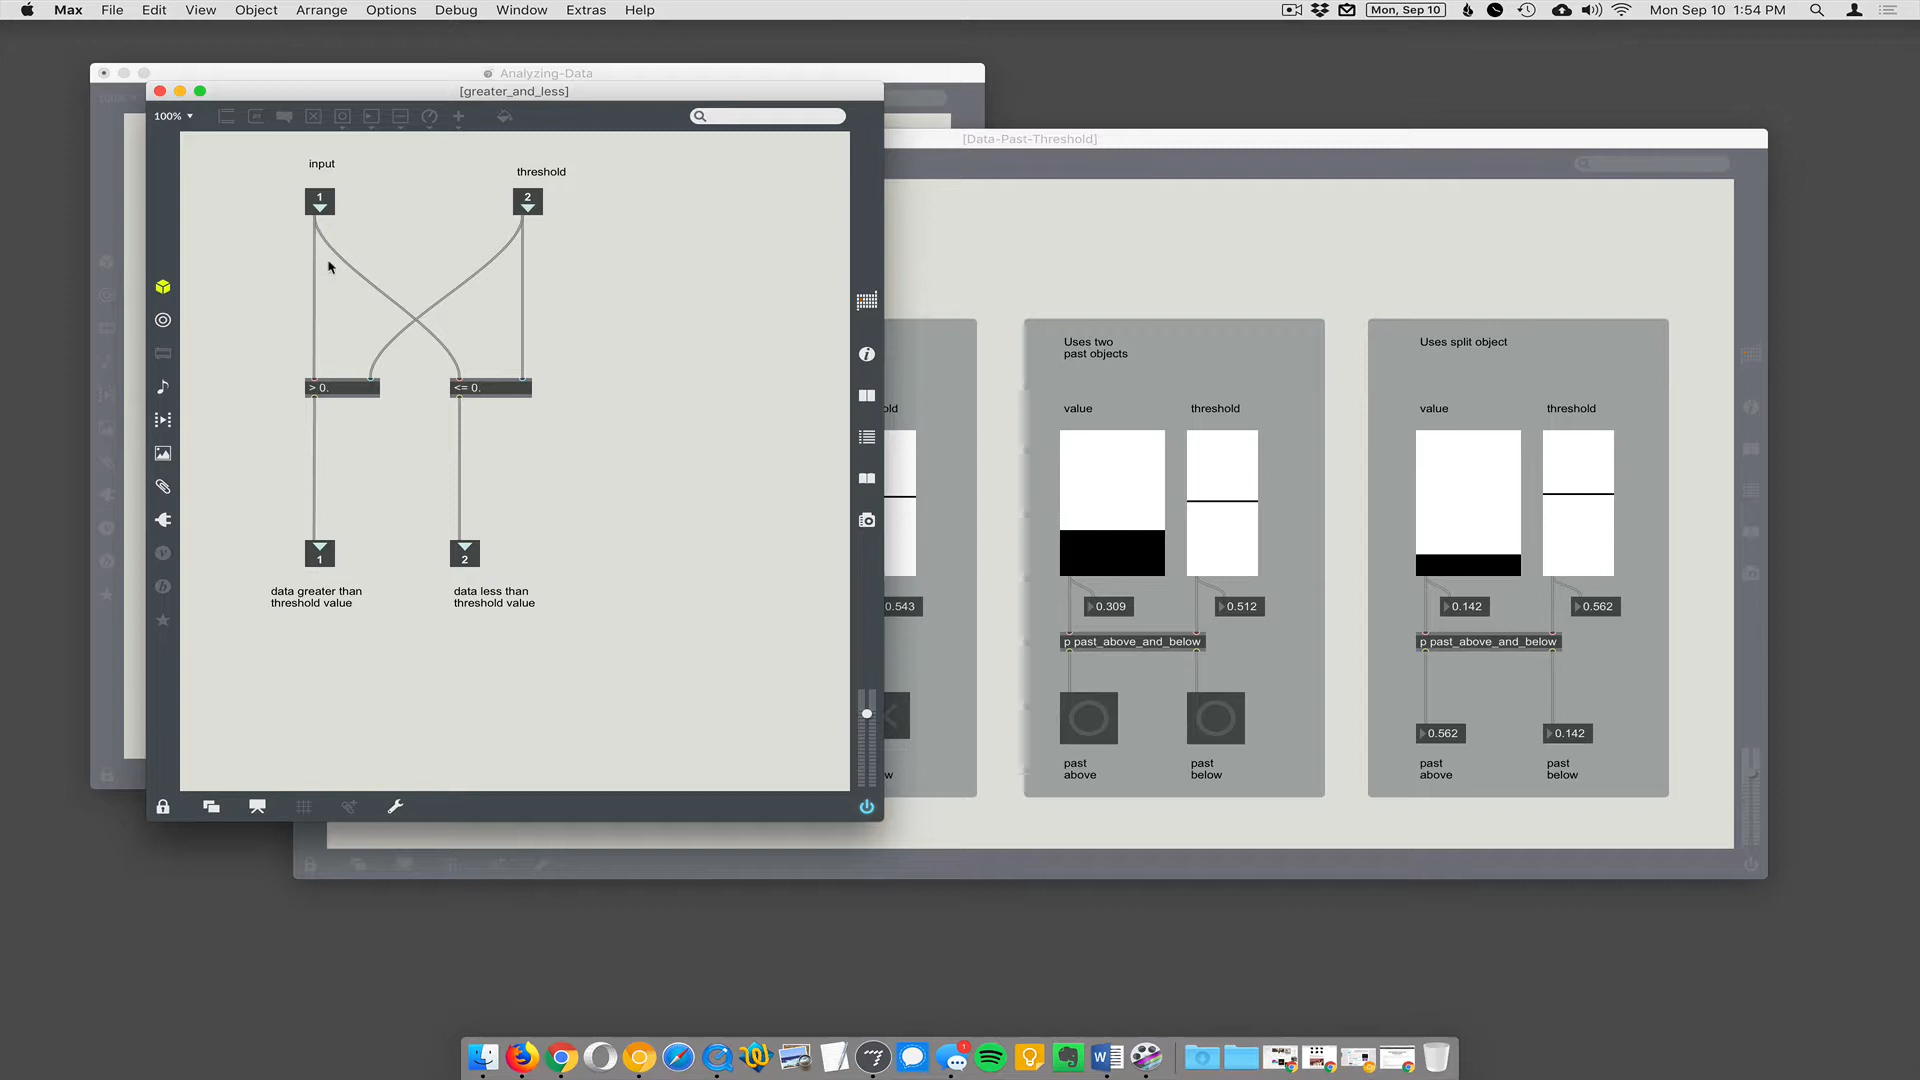 Max File Edit View Object Arrange Options Debug Window Extras Help
Mon, Sep 10
Mon Sep 10 1:54 PM
Analyzing-Data
[greater_and_less]
100%
[Data-Past-Threshold]
input
threshold
1
2
> 0.
<= 0.
1
2
data greater than
threshold value
data less than
threshold value
0.543
Uses two
past objects
value
threshold
0.309
0.512
p past_above_and_below
past
above
past
below
Uses split object
value
threshold
0.142
0.562
p past_above_and_below
0.562
0.142
past
above
past
below
1